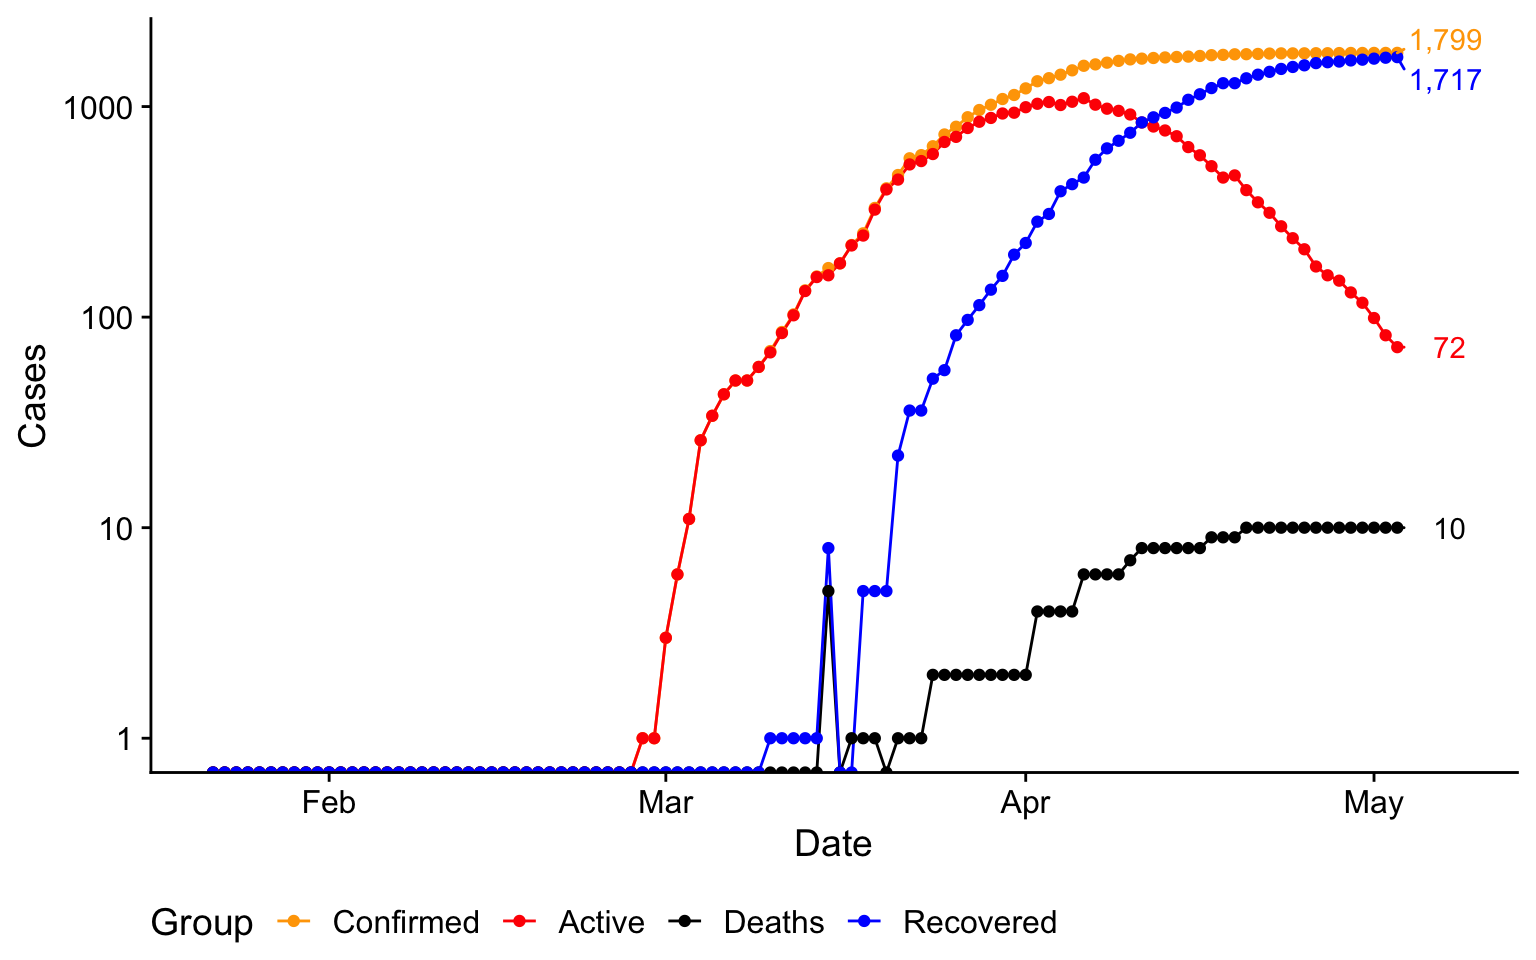 1,799
1,717
1000
100
72
10
10
1
Cases
Feb Mar Apr May
Date
Group Confirmed Active Deaths Recovered